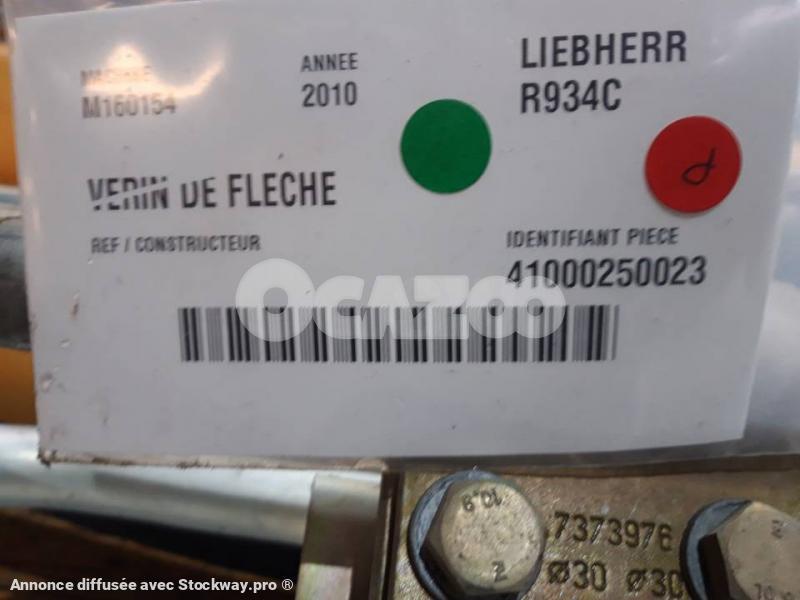 MACHINE
M160154
ANNEE
2010
LIEBHERR
R934C
VERIN DE FLECHE
REF / CONSTRUCTEUR
IDENTIFIANT PIECE
41000250023
OCAZOO
10.9
7373976
Ø30 Ø30
Annonce diffusée avec Stockway.pro ®